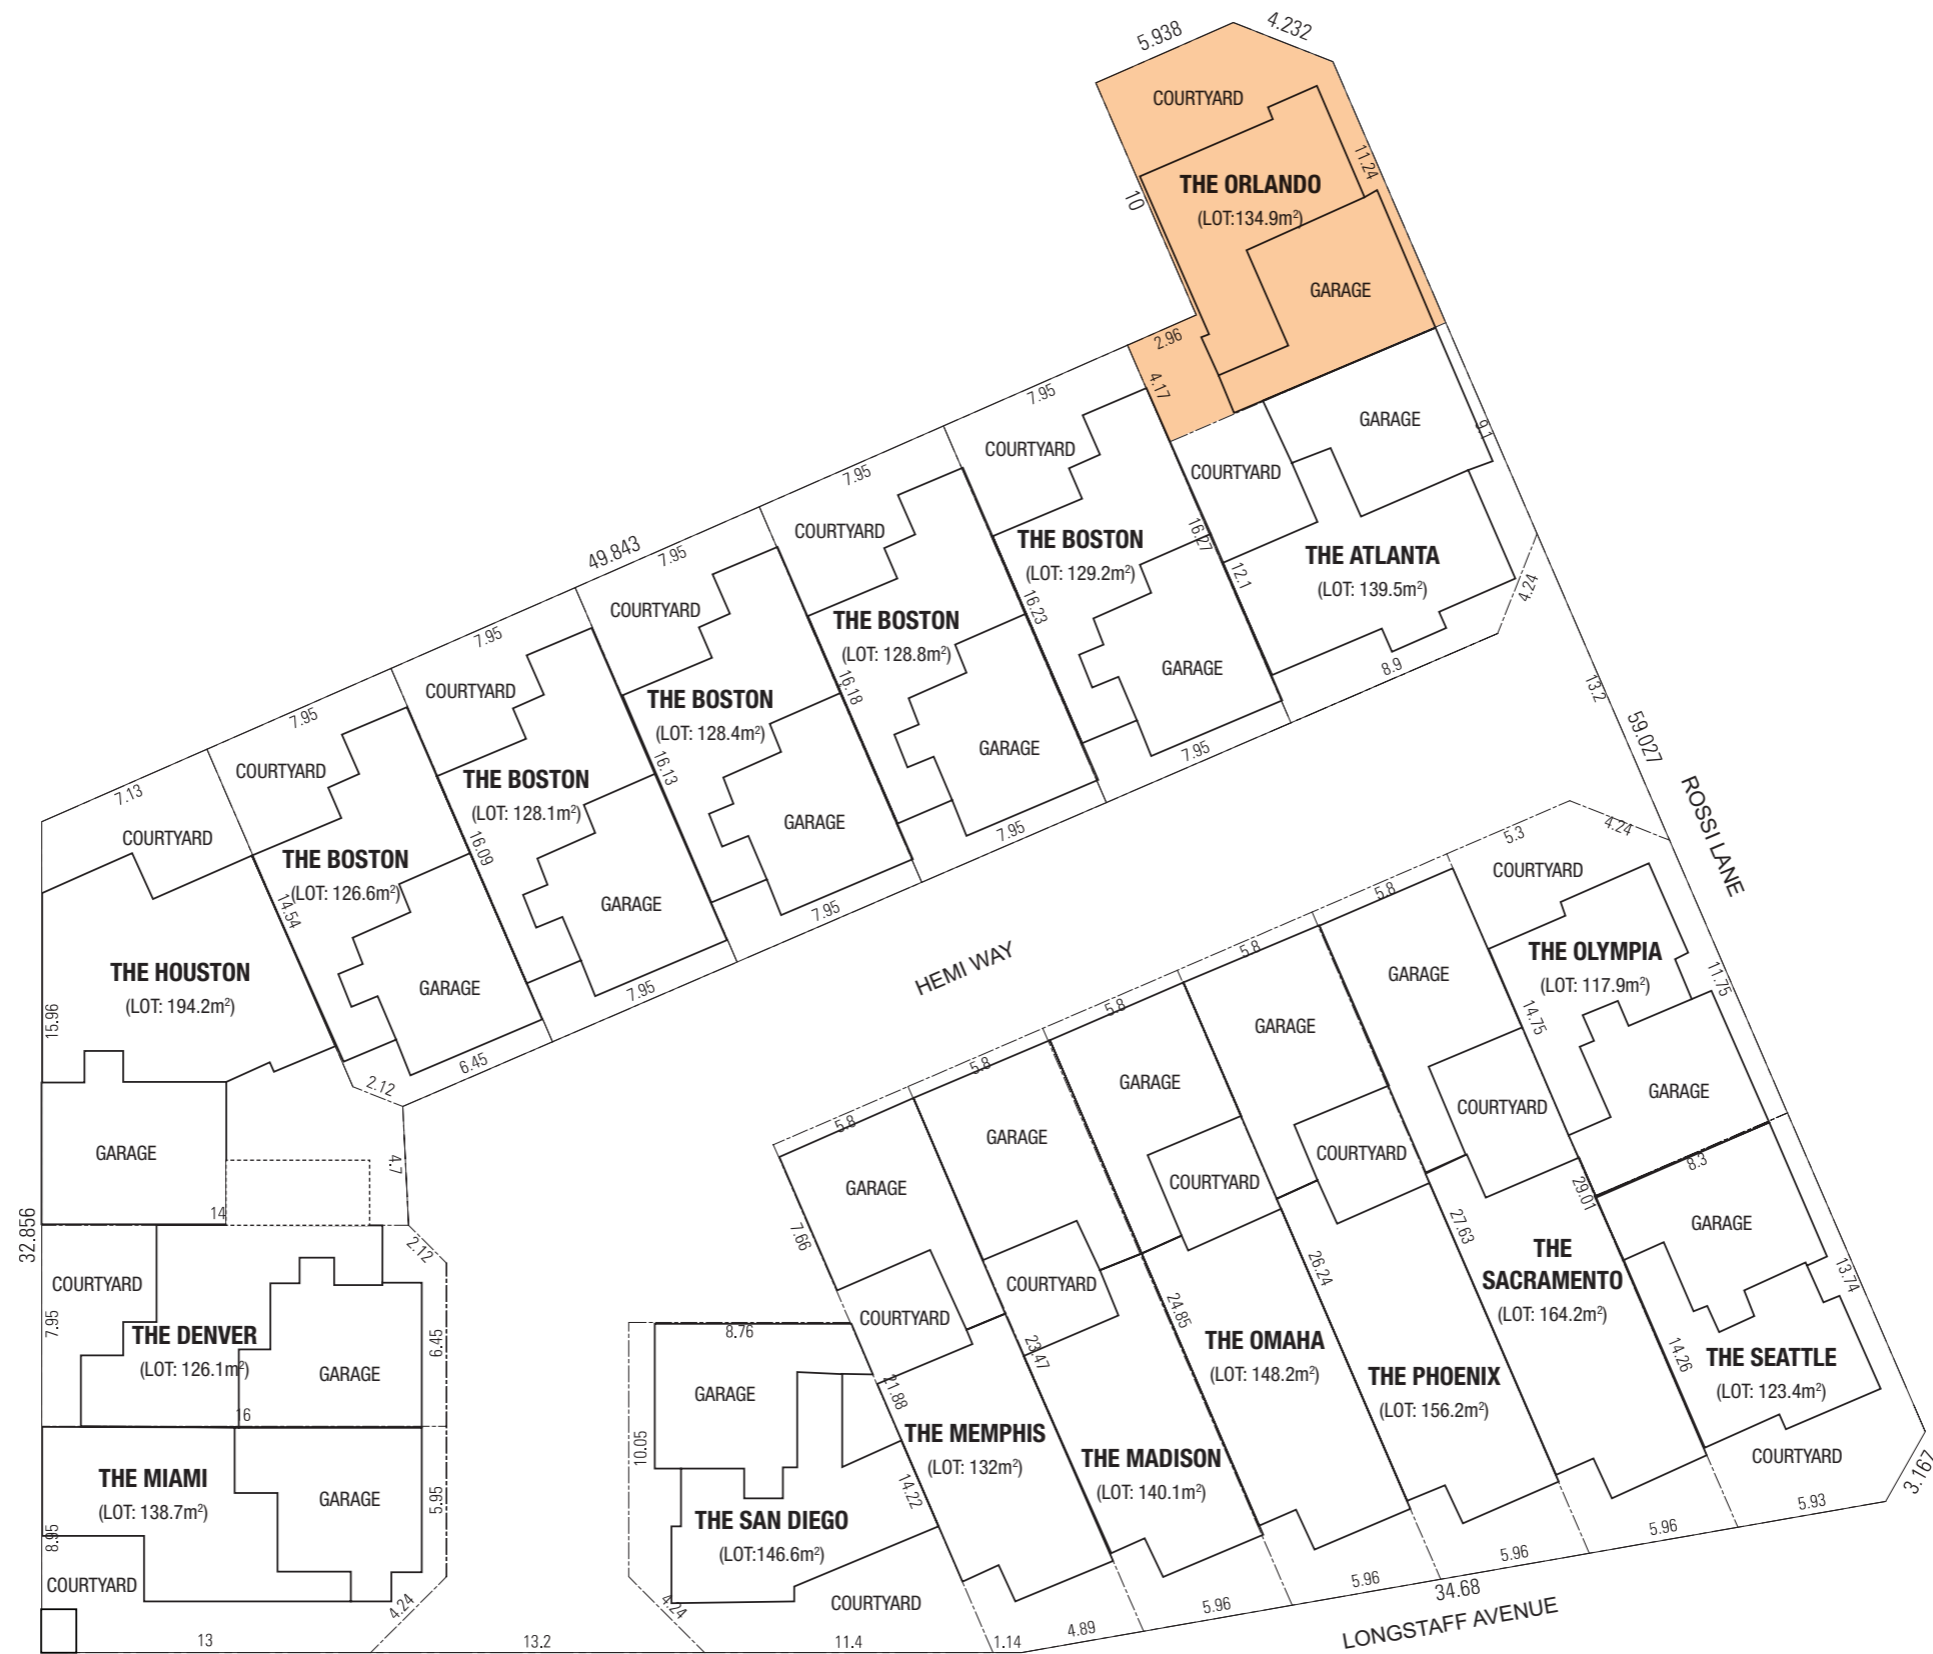 5.938
4.232
COURTYARD
11.24
THE ORLANDO
(LOT:134.9m²)
10
GARAGE
2.96
4.17
7.95
COURTYARD
THE BOSTON
(LOT: 129.2m²)
16.27
GARAGE
7.95
COURTYARD
GARAGE
9.1
THE ATLANTA
(LOT: 139.5m²)
12.1
4.24
8.9
13.2
59.027
ROSSI LANE
49.843
7.95
COURTYARD
THE BOSTON
(LOT: 128.8m²)
16.23
GARAGE
7.95
7.95
COURTYARD
THE BOSTON
(LOT: 128.4m²)
16.18
GARAGE
7.95
7.95
COURTYARD
THE BOSTON
(LOT: 128.1m²)
16.13
GARAGE
7.95
7.95
COURTYARD
THE BOSTON
(LOT: 126.6m²)
16.09
14.54
GARAGE
6.45
2.12
7.13
COURTYARD
THE HOUSTON
(LOT: 194.2m²)
15.96
GARAGE
14
4.7
2.12
32.856
HEMI WAY
COURTYARD
7.95
THE DENVER
(LOT: 126.1m²)
GARAGE
6.45
16
THE MIAMI
(LOT: 138.7m²)
GARAGE
5.95
8.95
COURTYARD
4.24
13
13.2
8.76
GARAGE
10.05
THE SAN DIEGO
(LOT:146.6m²)
4.24
COURTYARD
11.4
1.14
5.8
GARAGE
7.66
COURTYARD
21.88
THE MEMPHIS
(LOT: 132m²)
14.22
4.89
5.8
GARAGE
COURTYARD
23.47
THE MADISON
(LOT: 140.1m²)
5.96
5.8
GARAGE
COURTYARD
24.85
THE OMAHA
(LOT: 148.2m²)
5.96
5.8
GARAGE
COURTYARD
26.24
THE PHOENIX
(LOT: 156.2m²)
5.96
5.8
GARAGE
COURTYARD
27.63
THE
SACRAMENTO
(LOT: 164.2m²)
29.01
5.96
5.3
4.24
COURTYARD
THE OLYMPIA
(LOT: 117.9m²)
11.75
14.75
GARAGE
8.3
GARAGE
13.74
14.26
THE SEATTLE
(LOT: 123.4m²)
COURTYARD
5.93
3.167
34.68
LONGSTAFF AVENUE